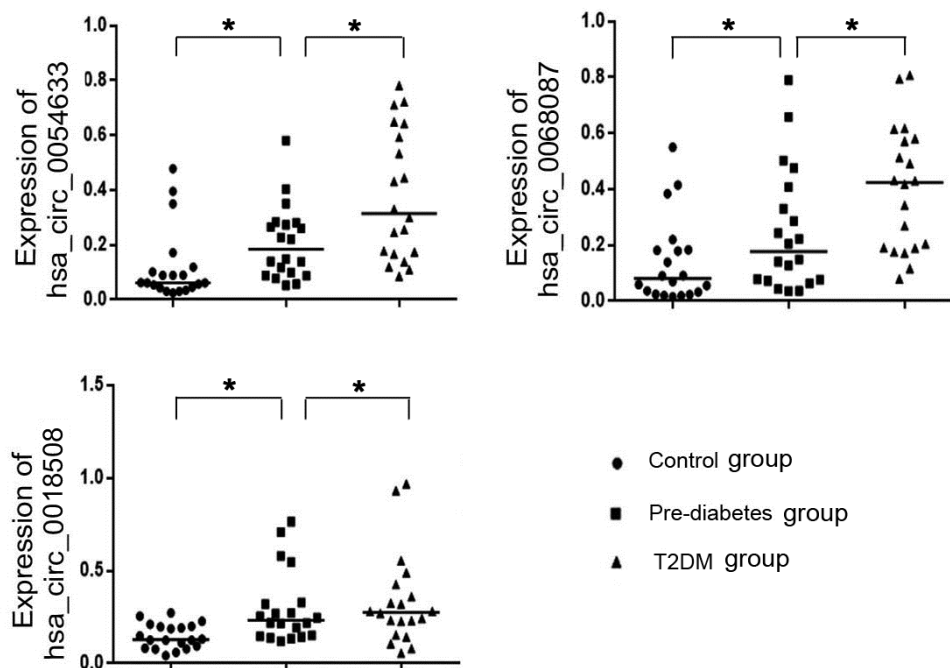 1.0
0.8
0.6
0.4
0.2
0.0
Expression of
hsa_circ_0054633
* *
1.0
0.8
0.6
0.4
0.2
0.0
Expression of
hsa_circ_0068087
* *
1.5
1.0
0.5
0.0
Expression of
hsa_circ_0018508
* *
Control group
Pre-diabetes group
T2DM group